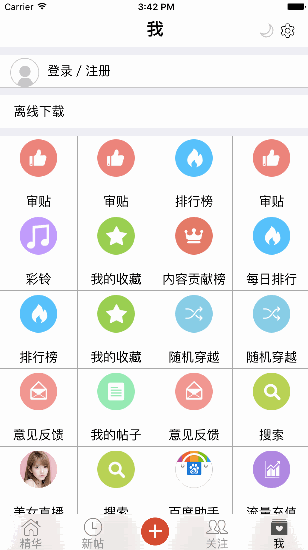 Carrier 3:42 PM
我
登录 / 注册
离线下载
审贴 审贴 排行榜 审贴
彩铃 我的收藏 内容贡献榜 每日排行
排行榜 我的收藏 随机穿越 随机穿越
意见反馈 我的帖子 意见反馈 搜索
美女直播 搜索 百度助手 流量充值
精华 新帖 关注 我